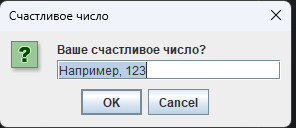 Счастливое число
Ваше счастливое число?
Например, 123
OK Cancel